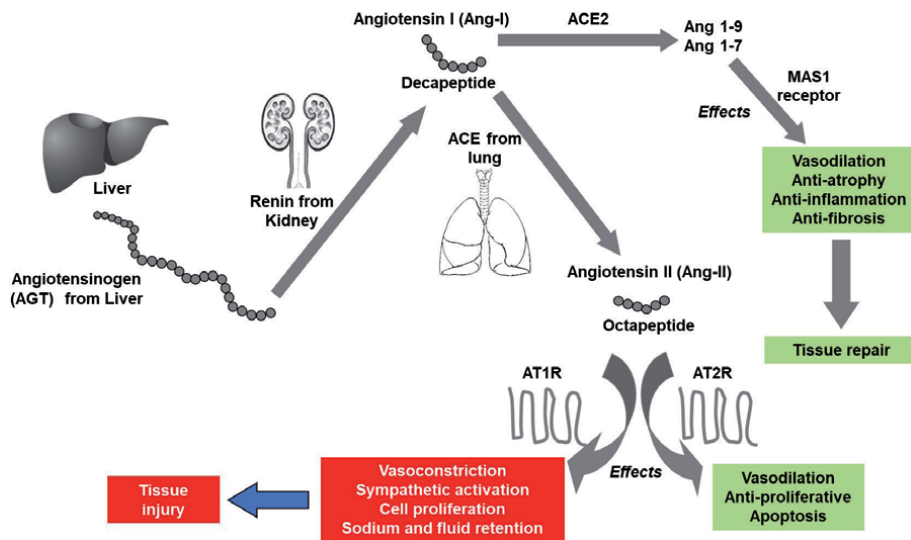 Angiotensin I (Ang-I)
Decapeptide
ACE2
Ang 1-9
Ang 1-7
MAS1
receptor
Effects
Vasodilation
Anti-atrophy
Anti-inflammation
Anti-fibrosis
Tissue repair
Liver
Angiotensinogen
(AGT) from Liver
Renin from
Kidney
ACE from
lung
Angiotensin II (Ang-II)
Octapeptide
AT1R
AT2R
Effects
Vasoconstriction
Sympathetic activation
Cell proliferation
Sodium and fluid retention
Tissue
injury
Vasodilation
Anti-proliferative
Apoptosis